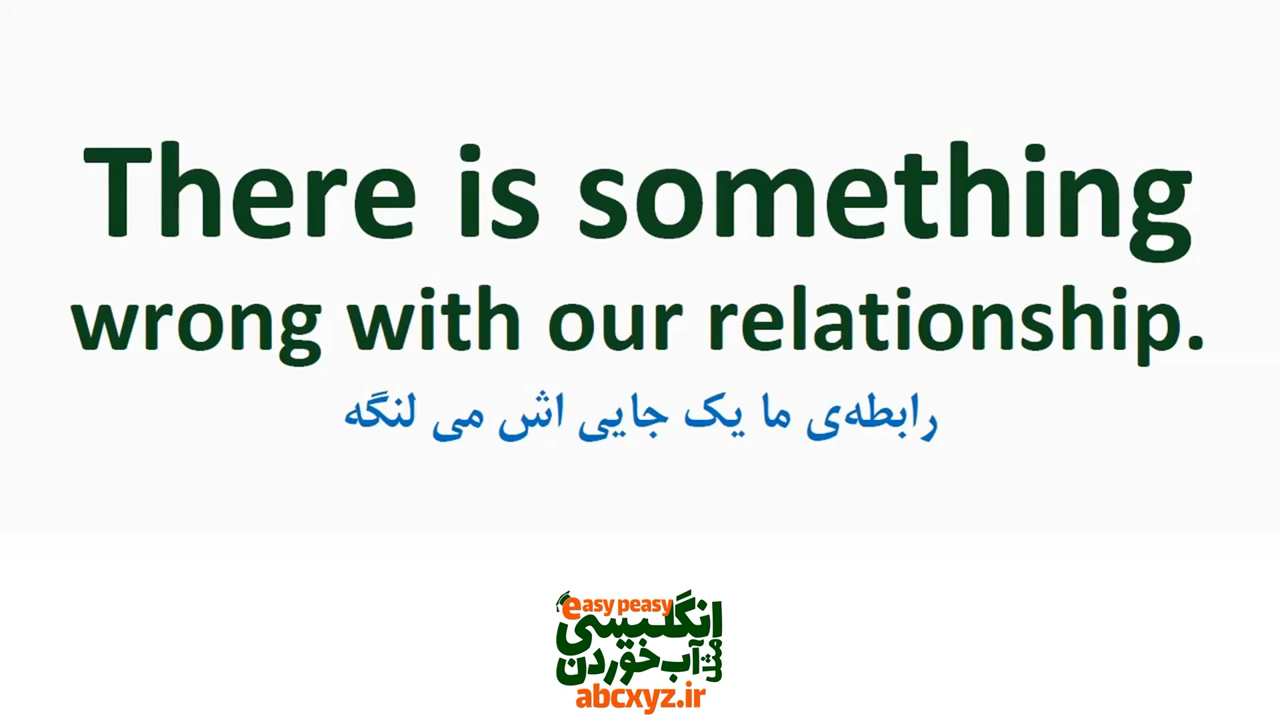 There is something
wrong with our relationship.
رابطه‌ی ما یک جایی اش می لنگه
easy peasy
انگلیسی
مثل آب خوردن
abcxyz.ir